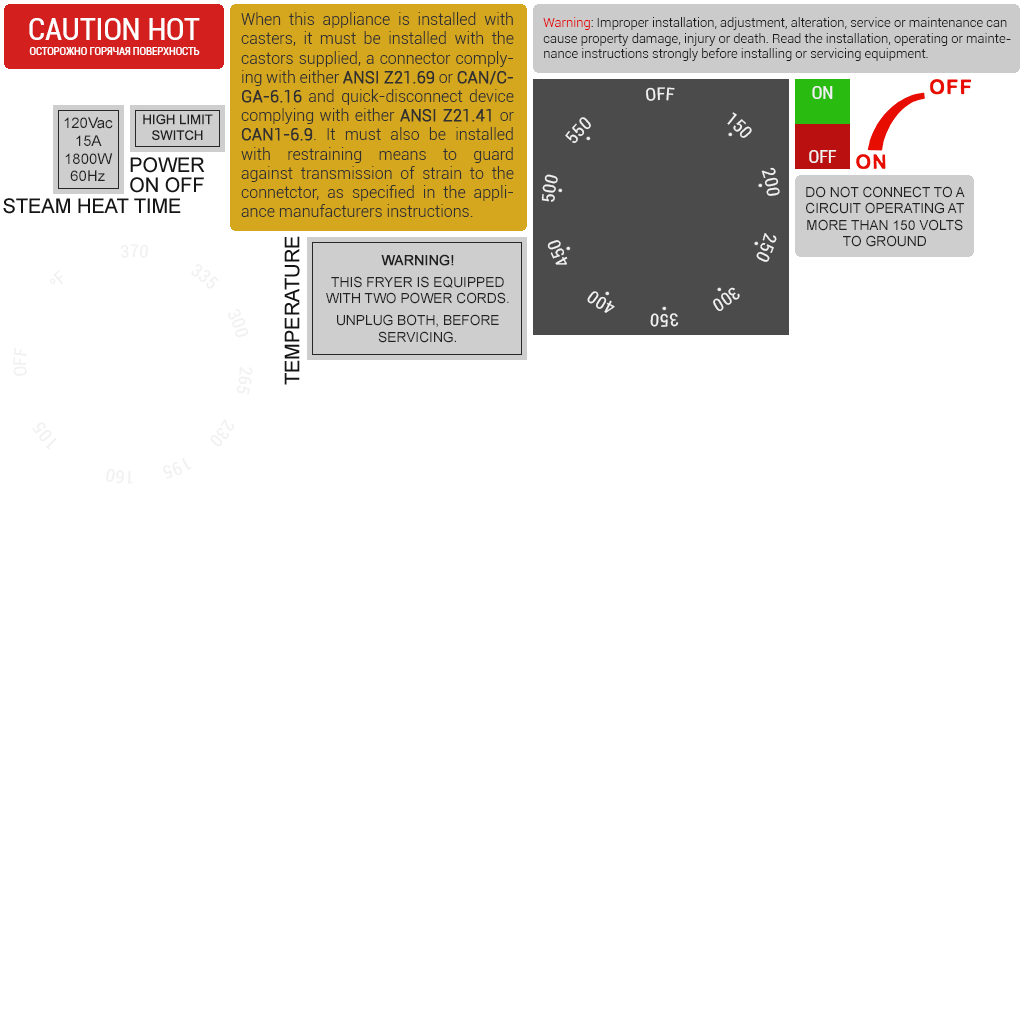 CAUTION HOT
ОСТОРОЖНО ГОРЯЧАЯ ПОВЕРХНОСТЬ
120Vac
15A
1800W
60Hz
HIGH LIMIT
SWITCH
POWER
ON OFF
STEAM HEAT TIME
When this appliance is installed with
casters, it must be installed with the
castors supplied, a connector comply-
ing with either ANSI Z21.69 or CAN/C-
GA-6.16 and quick-disconnect device
complying with either ANSI Z21.41 or
CAN1-6.9. It must also be installed
with restraining means to guard
against transmission of strain to the
connetctor, as specified in the appli-
ance manufacturers instructions.
Warning: Improper installation, adjustment, alteration, service or maintenance can
cause property damage, injury or death. Read the installation, operating or mainte-
nance instructions strongly before installing or servicing equipment.
OFF
150
200
250
300
350
400
450
500
550
ON
OFF
OFF
ON
DO NOT CONNECT TO A
CIRCUIT OPERATING AT
MORE THAN 150 VOLTS
TO GROUND
TEMPERATURE
WARNING!
THIS FRYER IS EQUIPPED
WITH TWO POWER CORDS.
UNPLUG BOTH, BEFORE
SERVICING.
°F
370
335
300
265
230
195
160
105
OFF